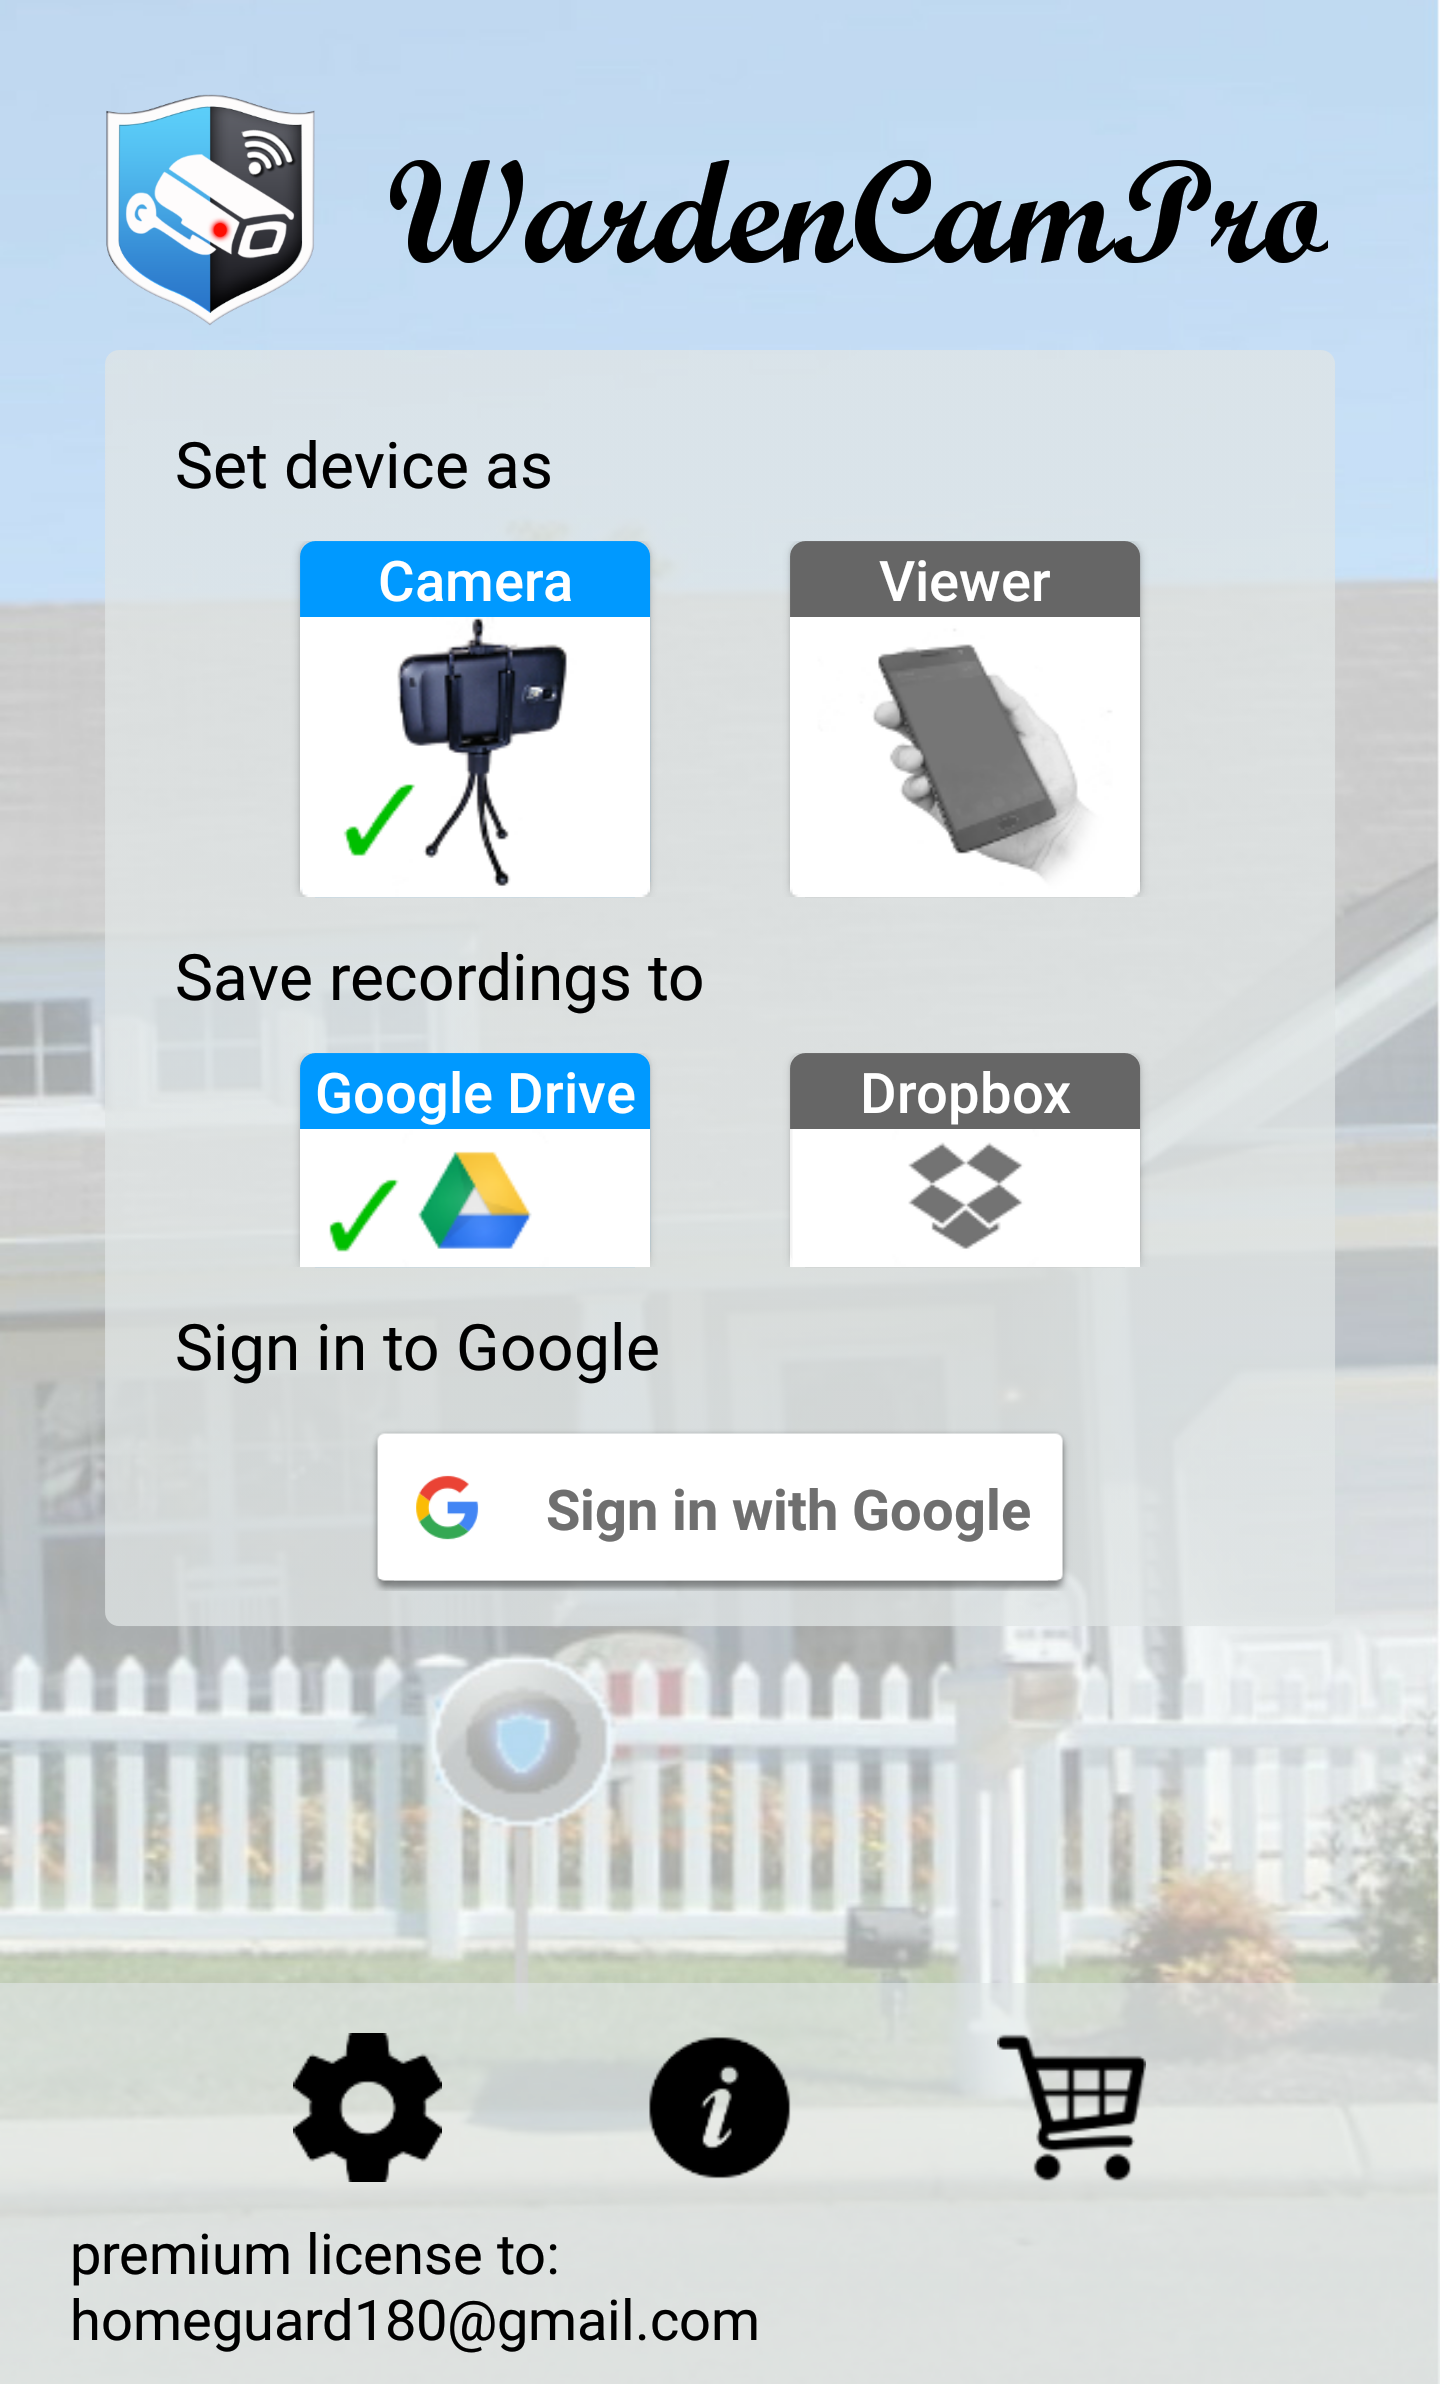 WardenCamPro
Set device as
Camera
Viewer
Save recordings to
Google Drive
Dropbox
Sign in to Google
Sign in with Google
premium license to:
homeguard180@gmail.com